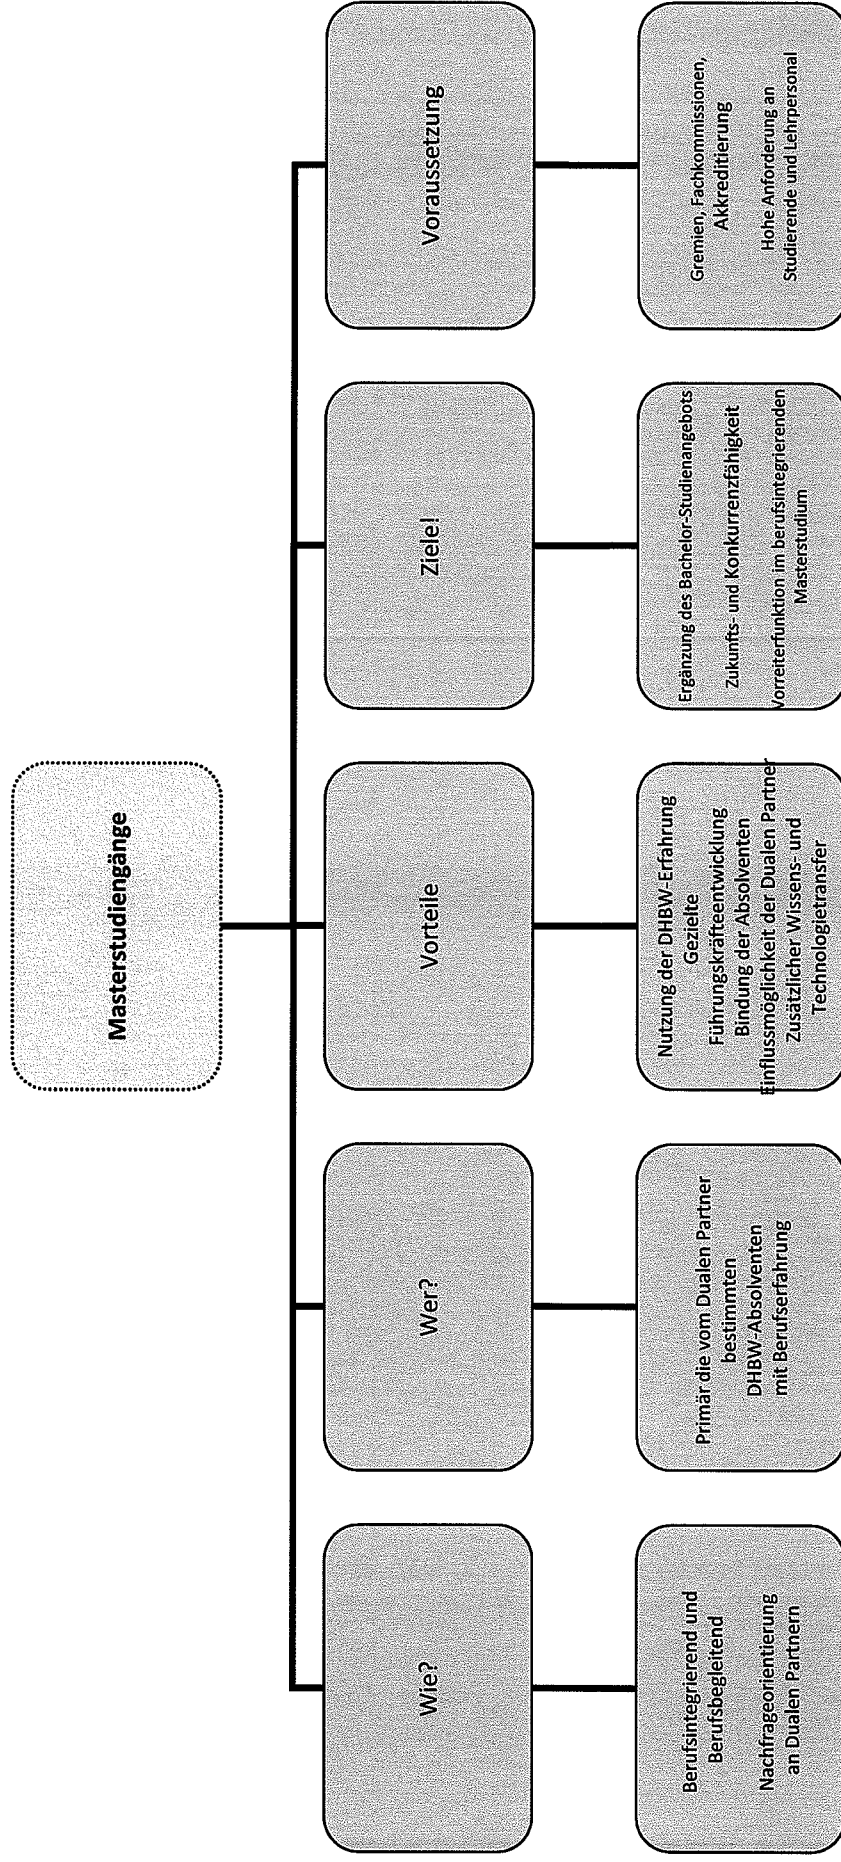 Masterstudiengänge
Wie?
Wer?
Vorteile
Ziele!
Voraussetzung
Berufsintegrierend und
Berufsbegleitend
Nachfrageorientierung
an Dualen Partnern
Primär die vom Dualen Partner
bestimmten
DHBW-Absolventen
mit Berufserfahrung
Nutzung der DHBW-Erfahrung
Gezielte
Führungskräfteentwicklung
Bindung der Absolventen
Einflussmöglichkeit der Dualen Partner
Zusätzlicher Wissens- und
Technologietransfer
Ergänzung des Bachelor-Studienangebots
Zukunfts- und Konkurrenzfähigkeit
Vorreiterfunktion im berufsintegrierenden
Masterstudium
Gremien, Fachkommissionen,
Akkreditierung
Hohe Anforderung an
Studierende und Lehrpersonal